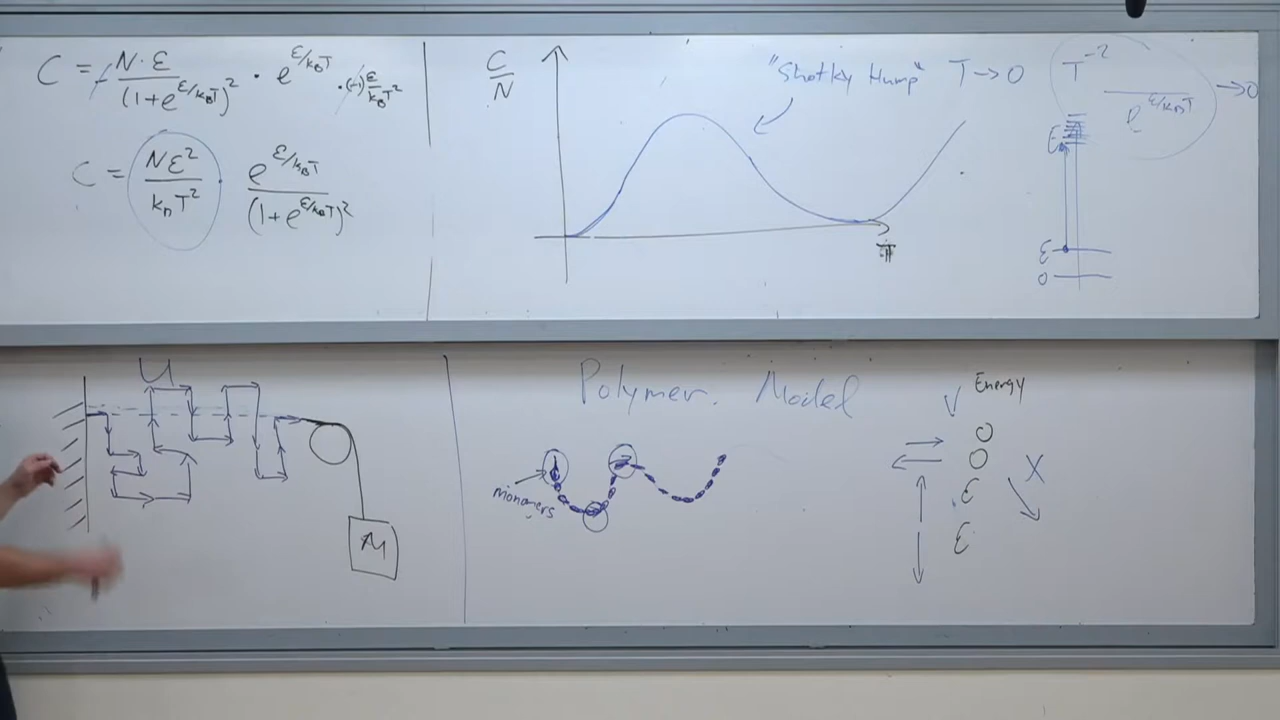 C = - N·ε / (1+e^{ε/k_BT})² · e^{ε/k_BT} · (-1) ε / k_BT²
C = Nε² / k_BT² · e^{ε/k_BT} / (1+e^{ε/k_BT})²
C / N
"Shotky Hump" T→0
T⁻² / e^{ε/k_BT} →0
E
ε
0
T
Polymer Model
Energy
monomers
0
0
ε
ε
X
M